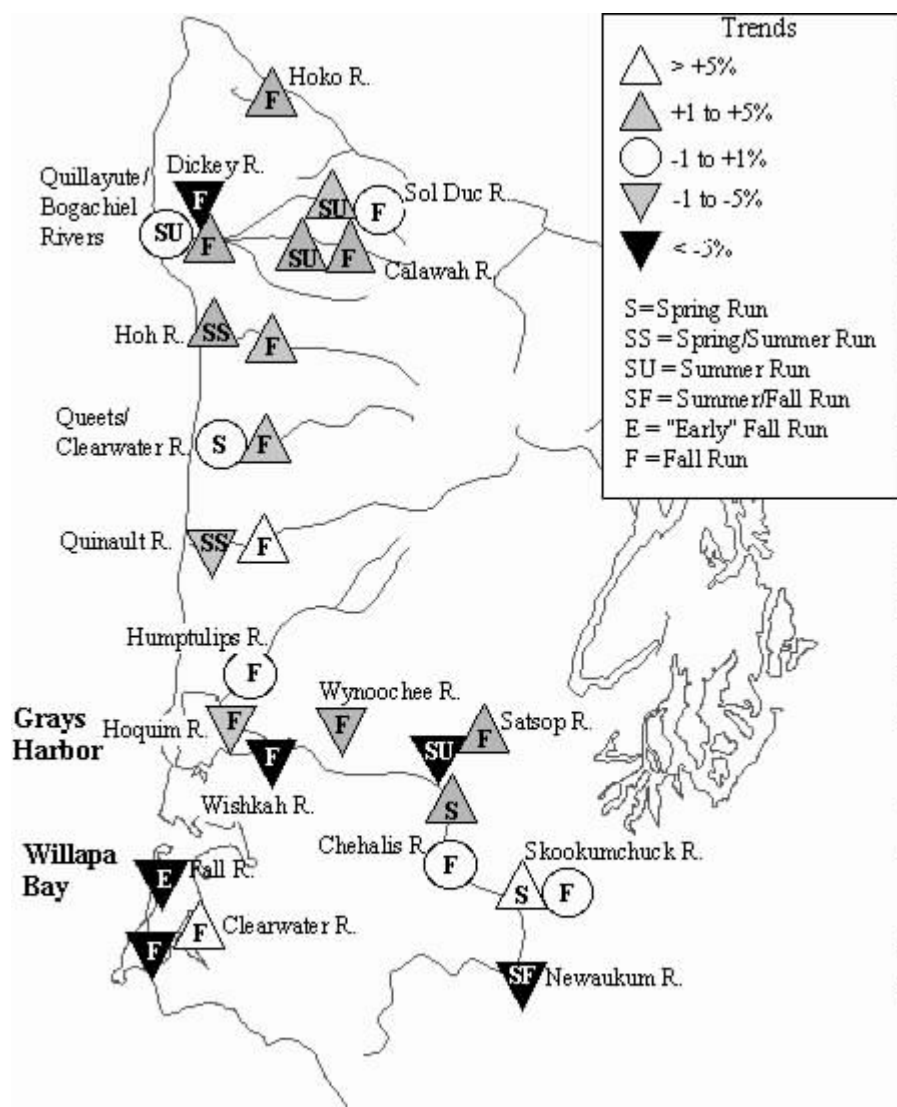 Trends
> +5%
+1 to +5%
-1 to +1%
-1 to -5%
< -5%
S=Spring Run
SS = Spring/Summer Run
SU = Summer Run
SF = Summer/Fall Run
E = "Early" Fall Run
F =Fall Run
Hoko R.
F
Dickey R.
F
Quillayute/
Bogachiel
Rivers
SU
F
SU
F
Sol Duc R.
SU
F
Calawah R.
Hoh R.
SS
F
Queets/
Clearwater R.
S
F
Quinault R.
SS
F
Humptulips R.
F
Grays
Harbor
Hoquim R.
F
Wynoochee R.
F
Satsop R.
SU
F
F
Wishkah R.
S
Chehalis R.
F
Skookumchuck R.
S
F
Willapa
Bay
E
Fall R.
F
Clearwater R.
F
SF
Newaukum R.